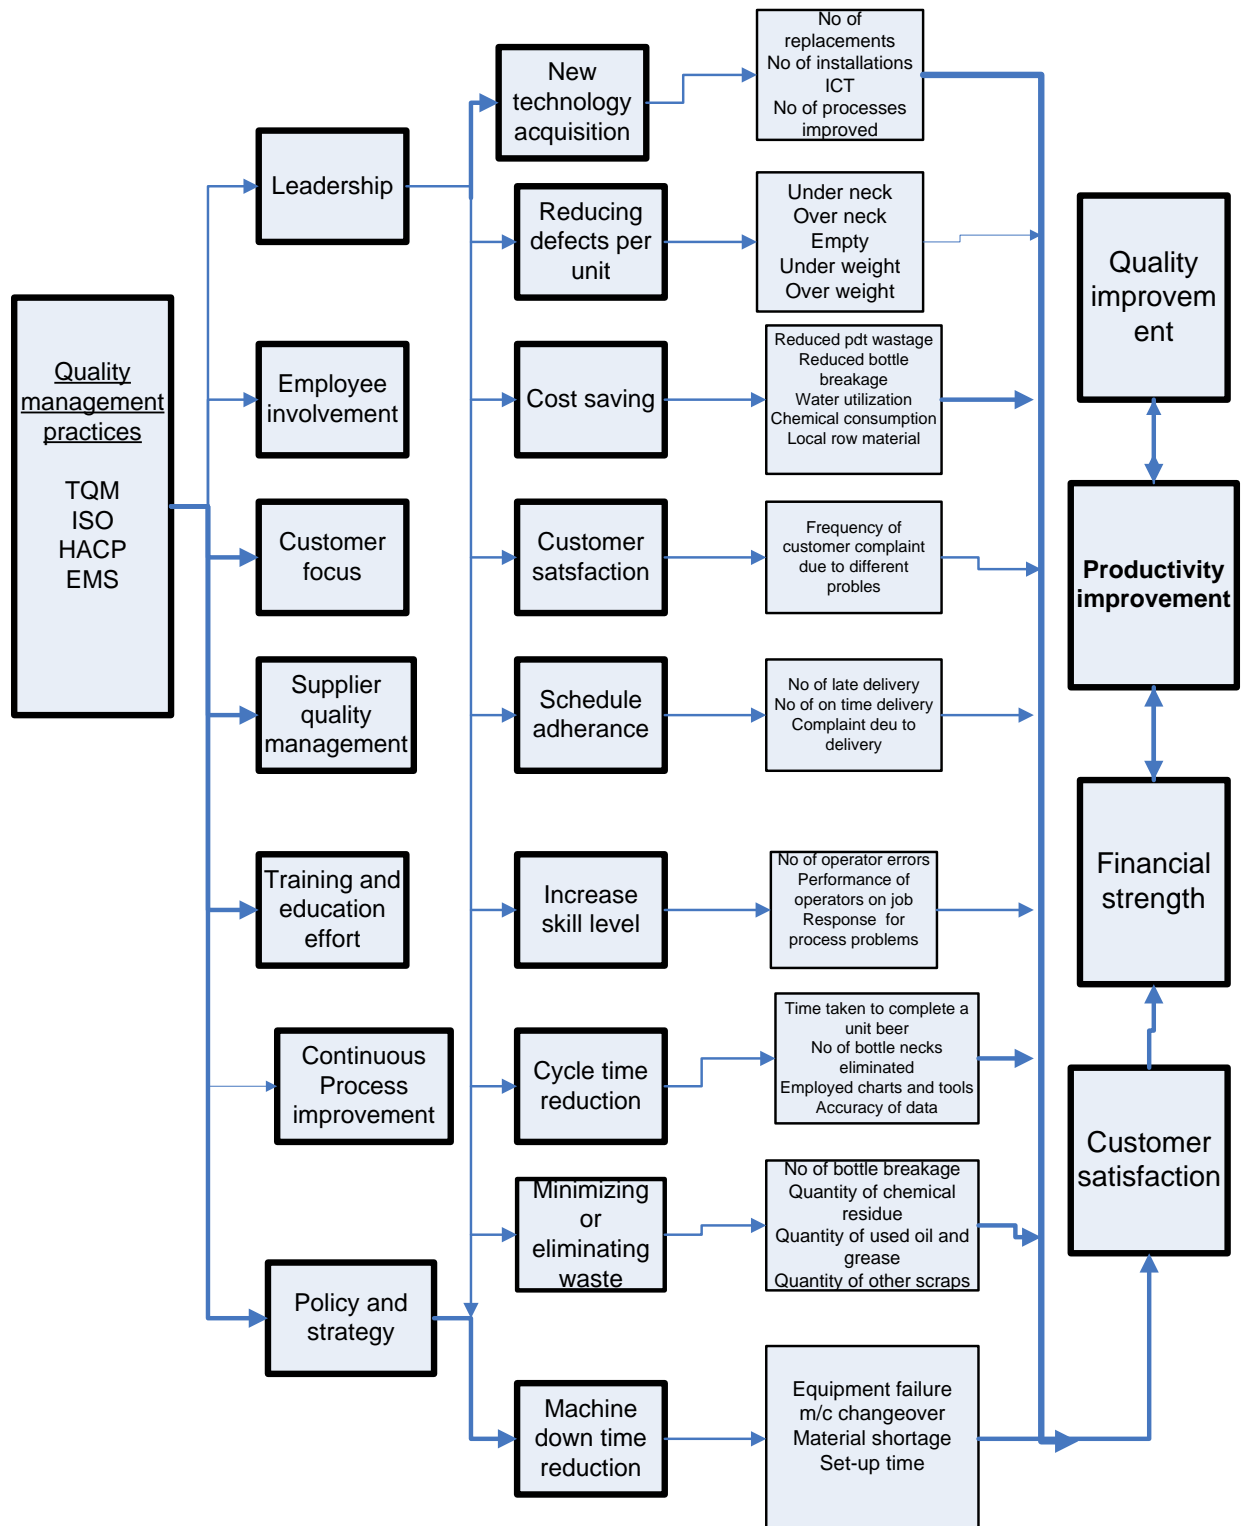 Quality
management
practices
TQM
ISO
HACP
EMS
Leadership
Employee
involvement
Customer
focus
Supplier
quality
management
Training and
education
effort
Continuous
Process
improvement
Policy and
strategy
New
technology
acquisition
Reducing
defects per
unit
Cost saving
Customer
satsfaction
Schedule
adherance
Increase
skill level
Cycle time
reduction
Minimizing
or
eliminating
waste
Machine
down time
reduction
No of
replacements
No of installations
ICT
No of processes
improved
Under neck
Over neck
Empty
Under weight
Over weight
Reduced pdt wastage
Reduced bottle
breakage
Water utilization
Chemical consumption
Local row material
Frequency of
customer complaint
due to different
probles
No of late delivery
No of on time delivery
Complaint deu to
delivery
No of operator errors
Performance of
operators on job
Response for
process problems
Time taken to complete a
unit beer
No of bottle necks
eliminated
Employed charts and tools
Accuracy of data
No of bottle breakage
Quantity of chemical
residue
Quantity of used oil and
grease
Quantity of other scraps
Equipment failure
m/c changeover
Material shortage
Set-up time
Quality
improvem
ent
Productivity
improvement
Financial
strength
Customer
satisfaction